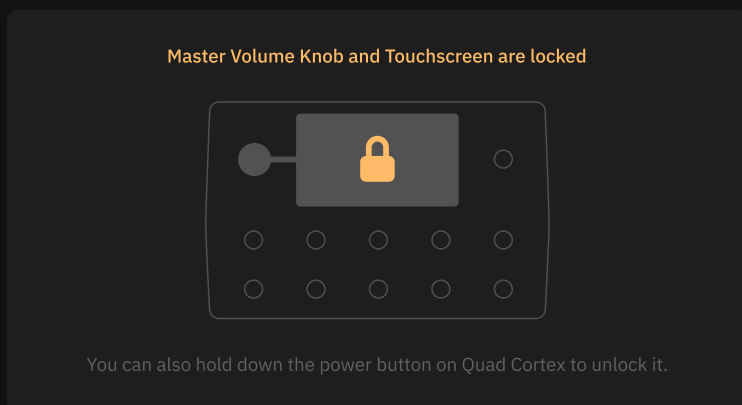 Master Volume Knob and Touchscreen are locked
You can also hold down the power button on Quad Cortex to unlock it.